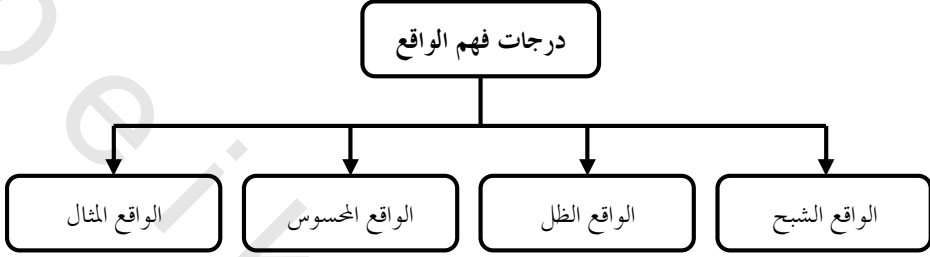 درجات فهم الواقع
الواقع الشبح
الواقع الظل
الواقع المحسوس
الواقع المثال